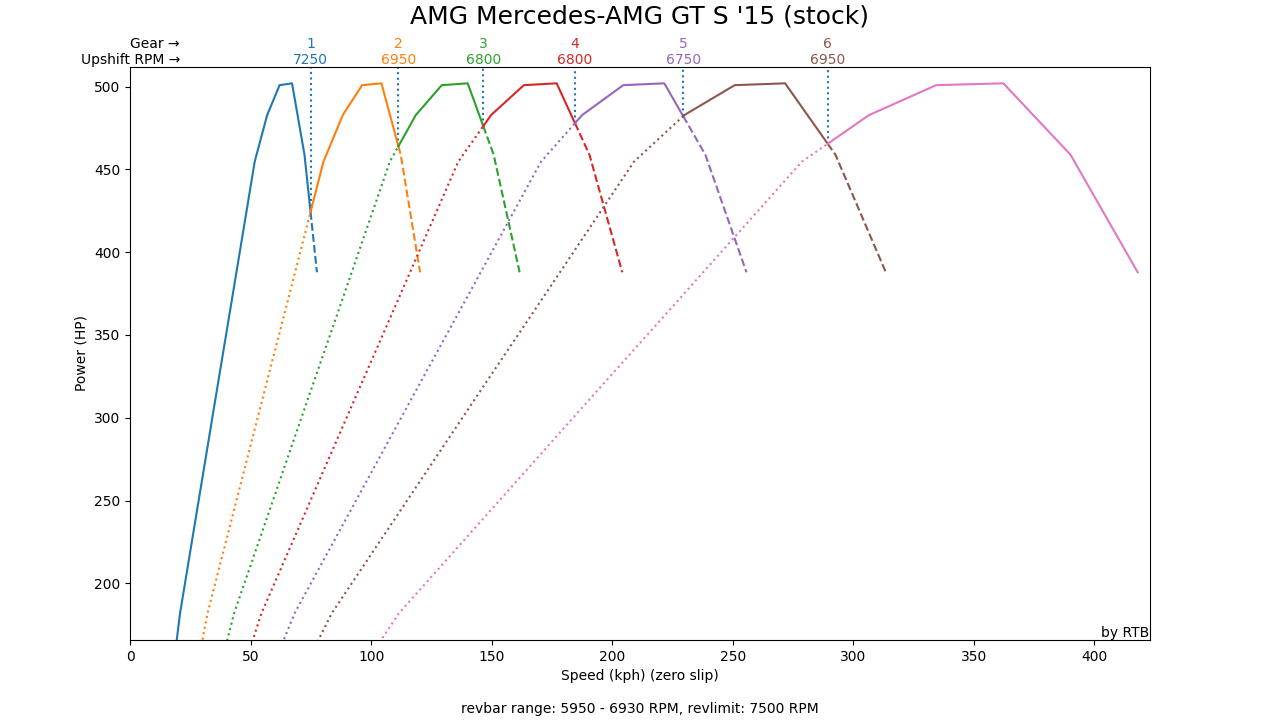 AMG Mercedes-AMG GT S '15 (stock)
Gear → 1 2 3 4 5 6
Upshift RPM → 7250 6950 6800 6800 6750 6950
500
450
400
350
300
250
200
Power (HP)
by RTB
0 50 100 150 200 250 300 350 400
Speed (kph) (zero slip)
revbar range: 5950 - 6930 RPM, revlimit: 7500 RPM